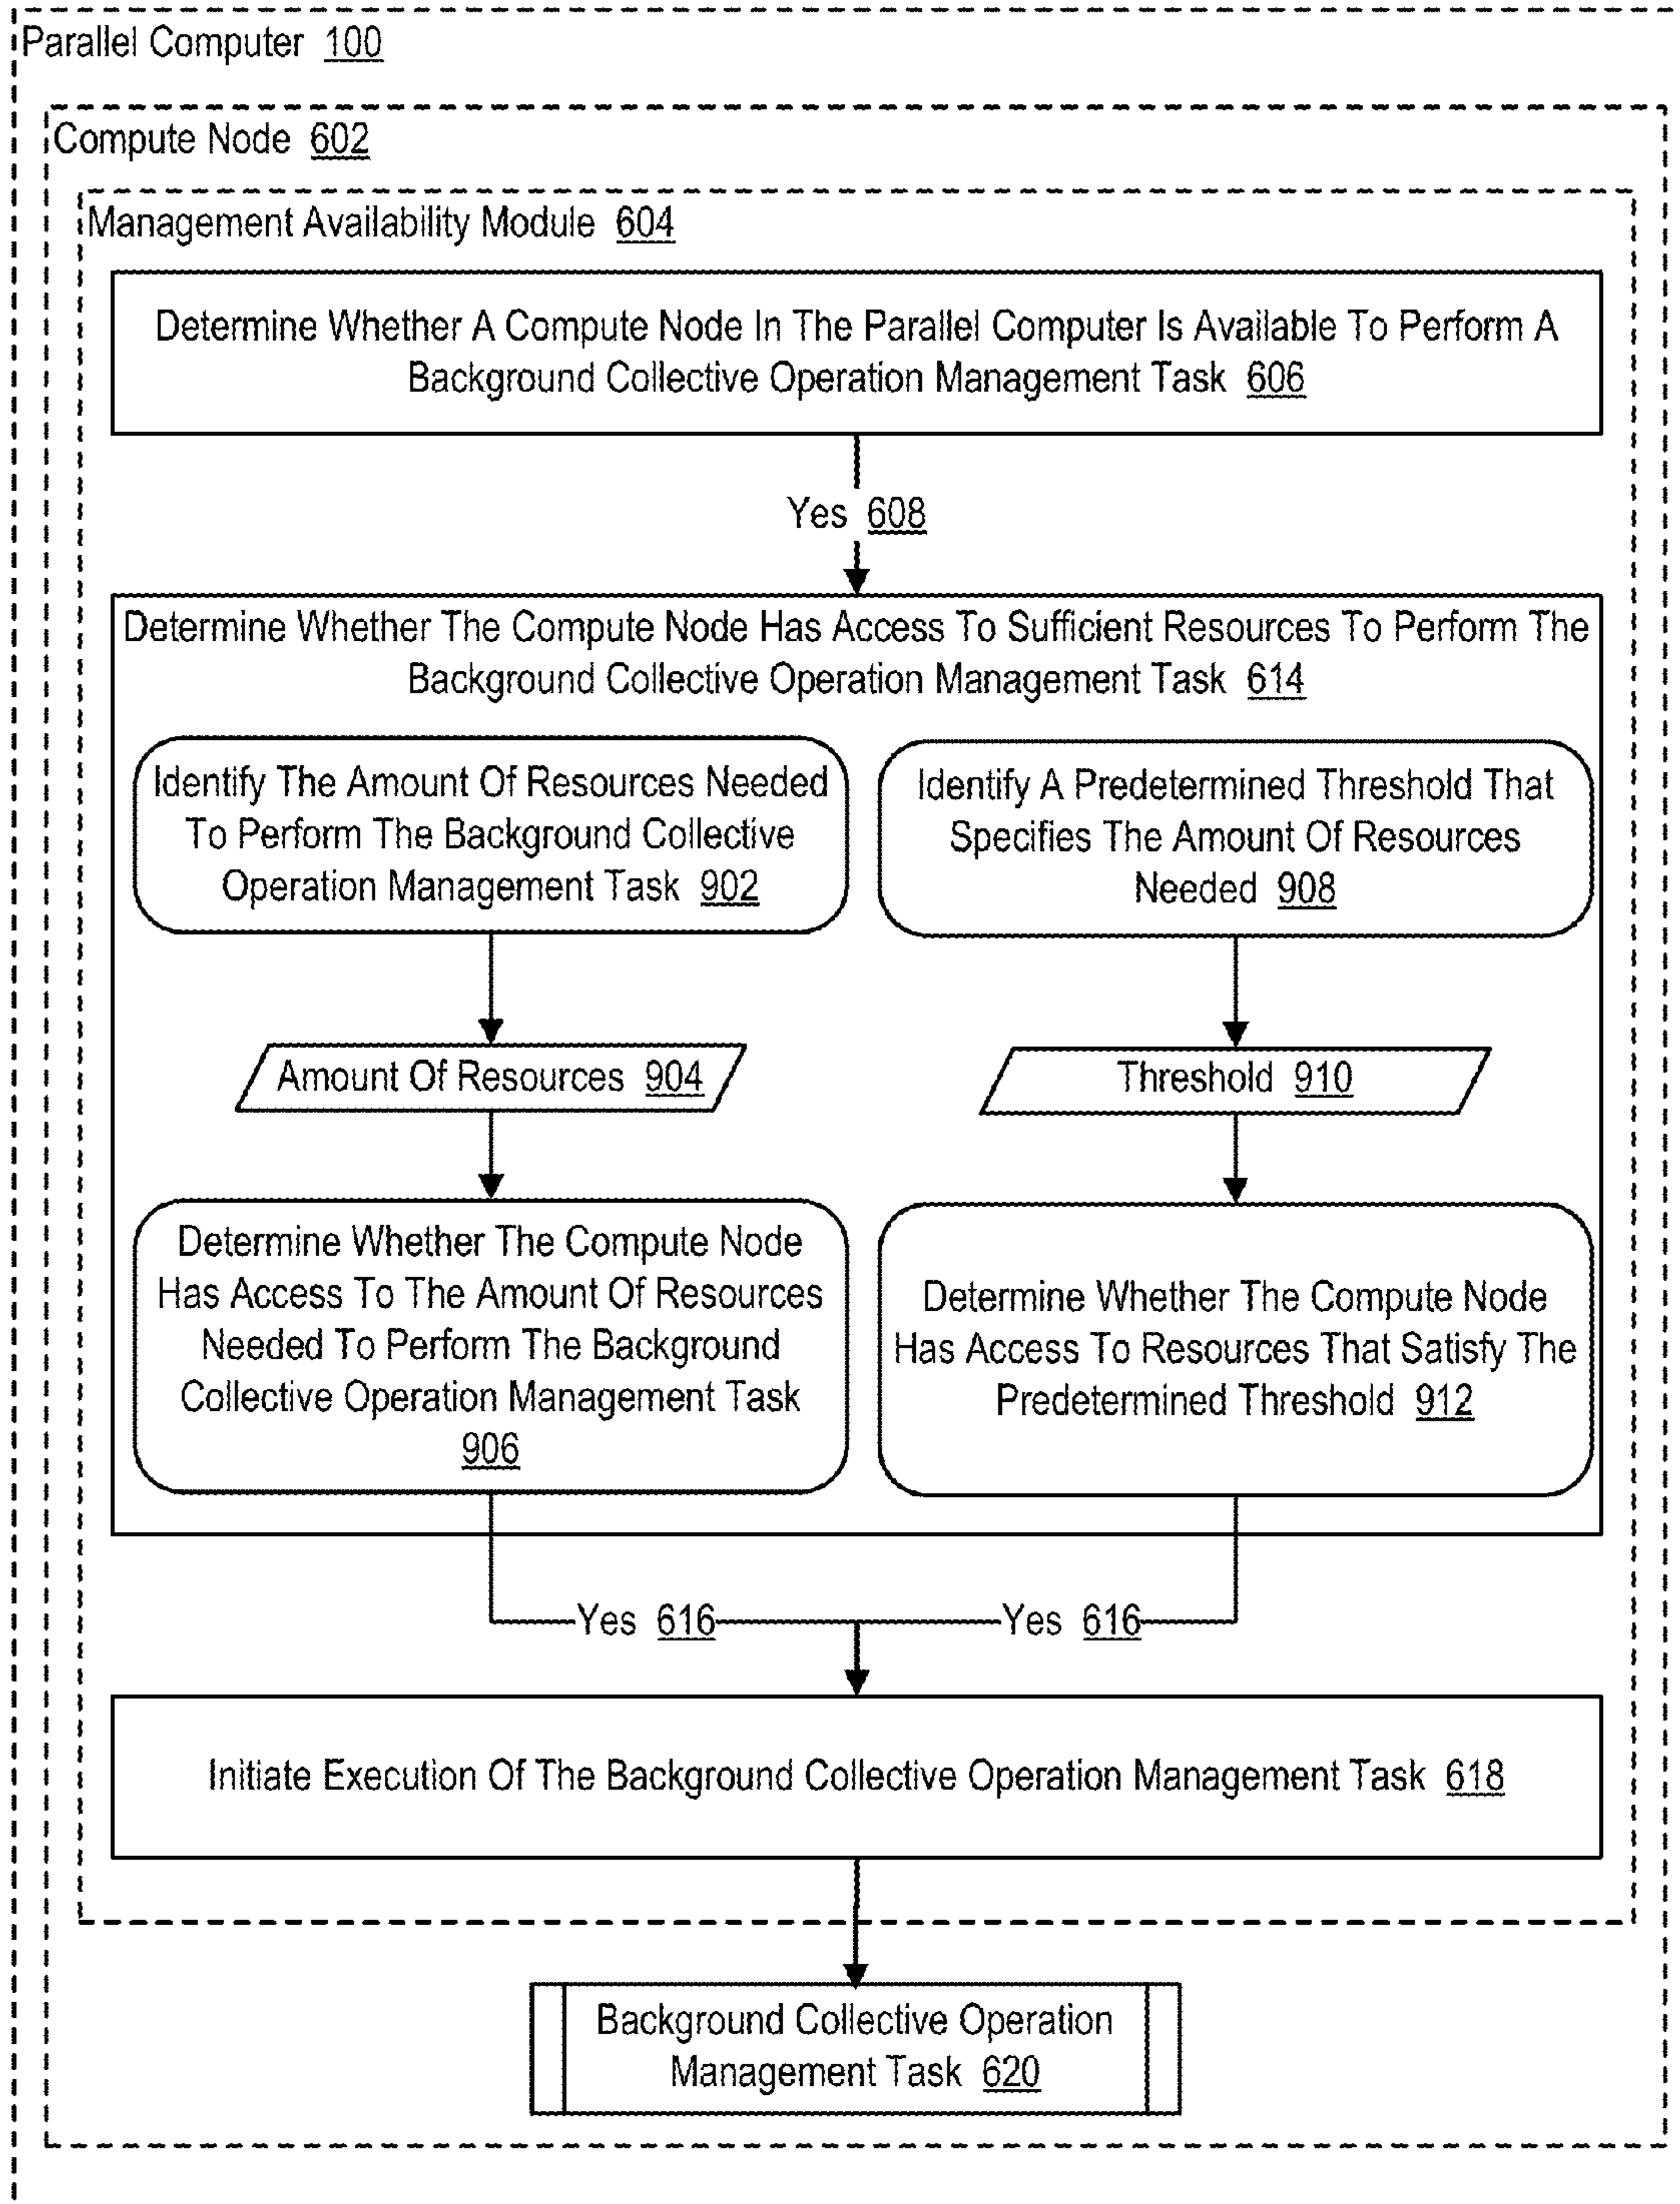 Parallel Computer 100
Compute Node 602
Management Availability Module 604
Determine Whether A Compute Node In The Parallel Computer Is Available To Perform A
Background Collective Operation Management Task 606
Yes 608
Determine Whether The Compute Node Has Access To Sufficient Resources To Perform The
Background Collective Operation Management Task 614
Identify The Amount Of Resources Needed
To Perform The Background Collective
Operation Management Task 902
Identify A Predetermined Threshold That
Specifies The Amount Of Resources
Needed 908
Amount Of Resources 904
Threshold 910
Determine Whether The Compute Node
Has Access To The Amount Of Resources
Needed To Perform The Background
Collective Operation Management Task
906
Determine Whether The Compute Node
Has Access To Resources That Satisfy The
Predetermined Threshold 912
Yes 616
Yes 616
Initiate Execution Of The Background Collective Operation Management Task 618
Background Collective Operation
Management Task 620